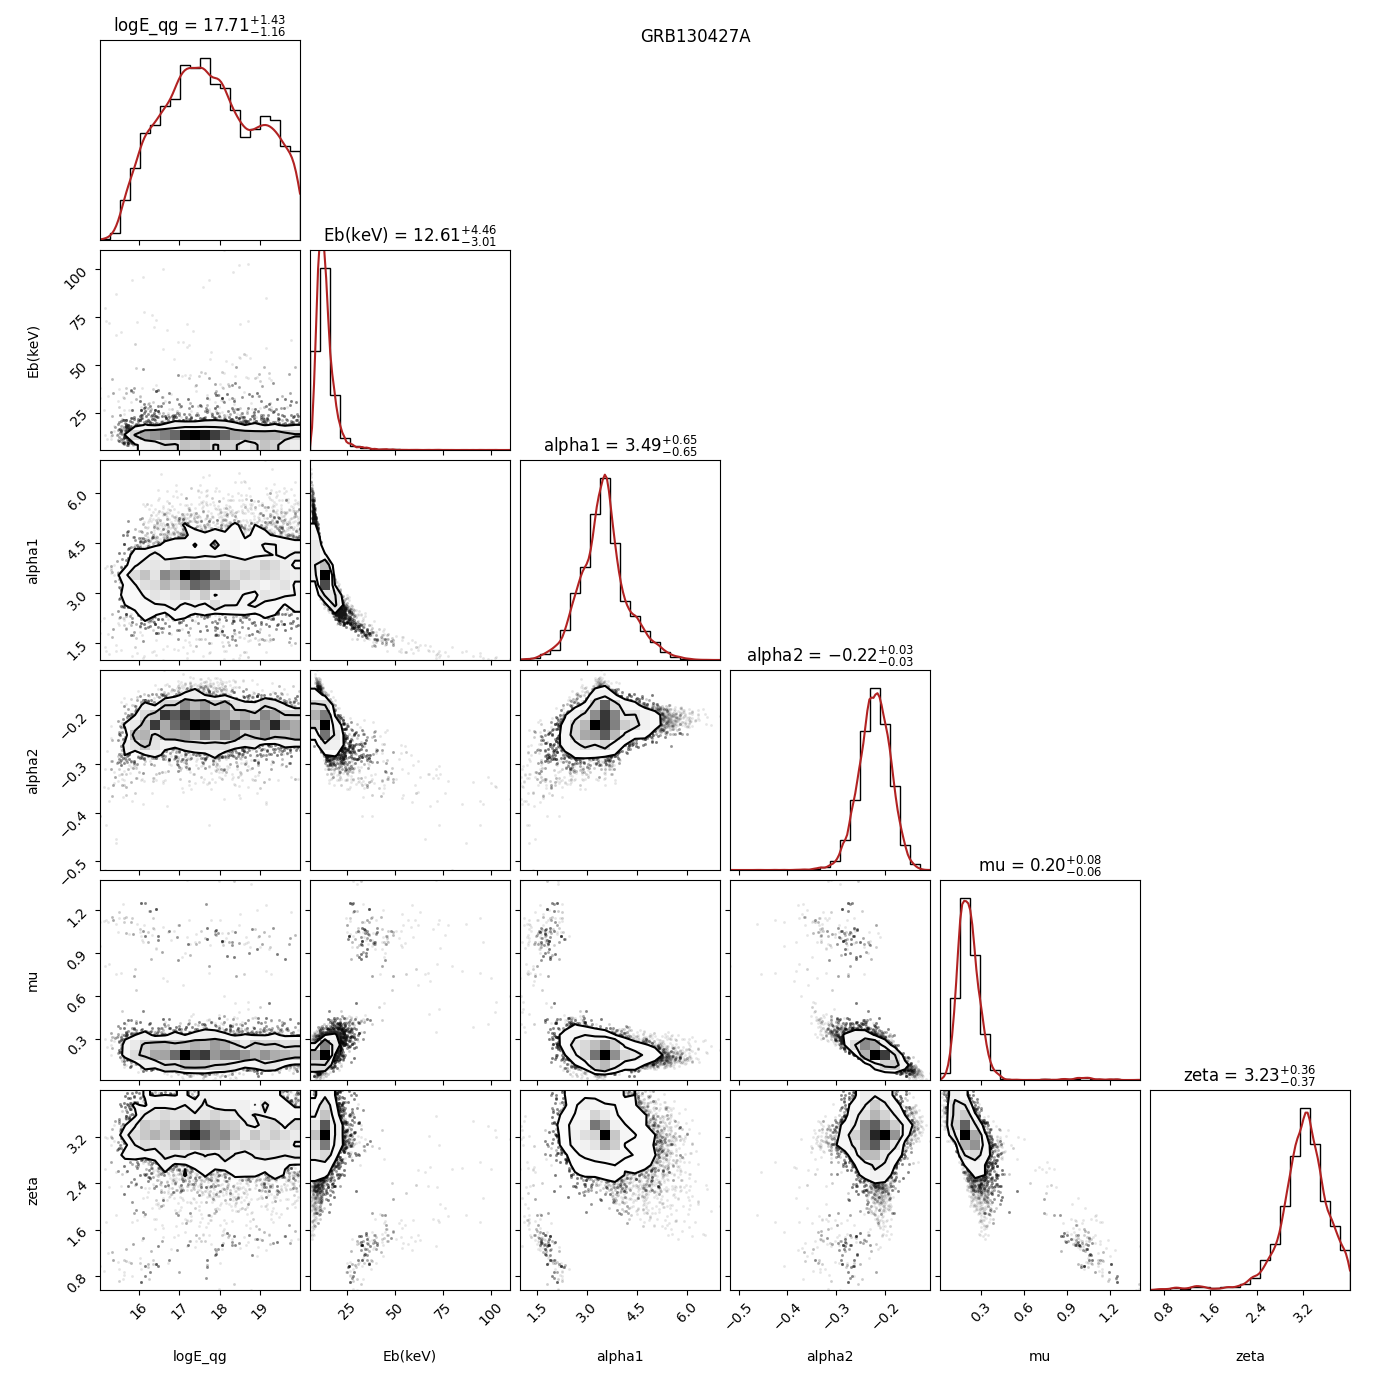 logE_qg = 17.71^{+1.43}_{-1.16}
GRB130427A
Eb(keV) = 12.61^{+4.46}_{-3.01}
100
75
50
25
Eb(keV)
alpha1 = 3.49^{+0.65}_{-0.65}
6.0
4.5
3.0
1.5
alpha1
alpha2 = −0.22^{+0.03}_{-0.03}
−0.2
−0.3
−0.4
−0.5
alpha2
mu = 0.20^{+0.08}_{-0.06}
1.2
0.9
0.6
0.3
mu
zeta = 3.23^{+0.36}_{-0.37}
3.2
2.4
1.6
0.8
zeta
16 17 18 19
25 50 75 100
1.5 3.0 4.5 6.0
−0.5 −0.4 −0.3 −0.2
0.3 0.6 0.9 1.2
0.8 1.6 2.4 3.2
logE_qg Eb(keV) alpha1 alpha2 mu zeta